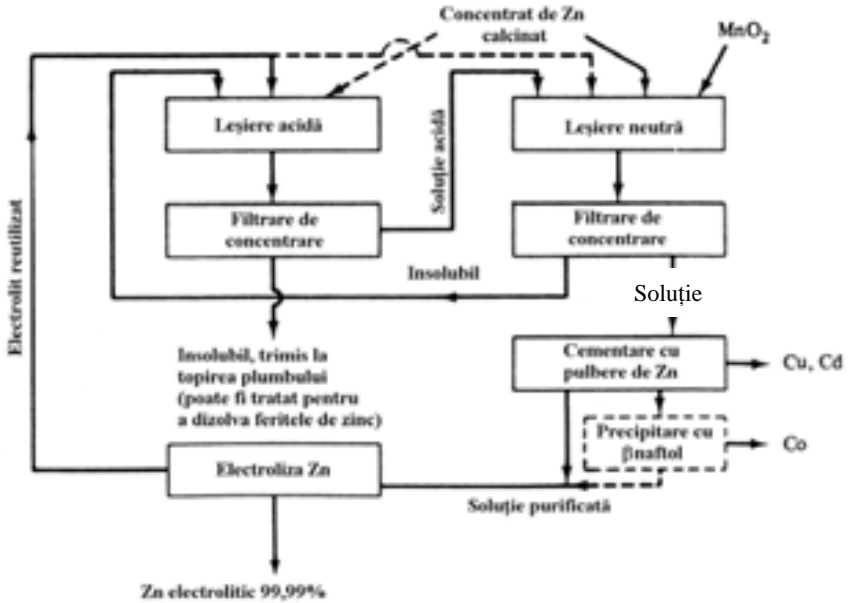 Concentrat de Zn
calcinat
MnO2
Leșiere acidă
Soluție acidă
Leșiere neutră
Electrolit reutilizat
Filtrare de
concentrare
Filtrare de
concentrare
Insolubil
Soluție
Insolubil, trimis la
topirea plumbului
(poate fi tratat pentru
a dizolva feritele de zinc)
Cementare cu
pulbere de Zn
Cu, Cd
Precipitare cu
βnaftol
Co
Electroliza Zn
Soluție purificată
Zn electrolitic 99,99%